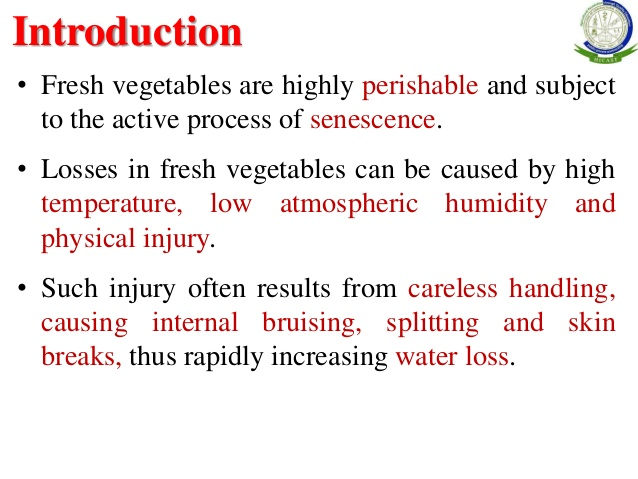 Introduction
• Fresh vegetables are highly perishable and subject
to the active process of senescence.
• Losses in fresh vegetables can be caused by high
temperature, low atmospheric humidity and
physical injury.
• Such injury often results from careless handling,
causing internal bruising, splitting and skin
breaks, thus rapidly increasing water loss.
HICAST